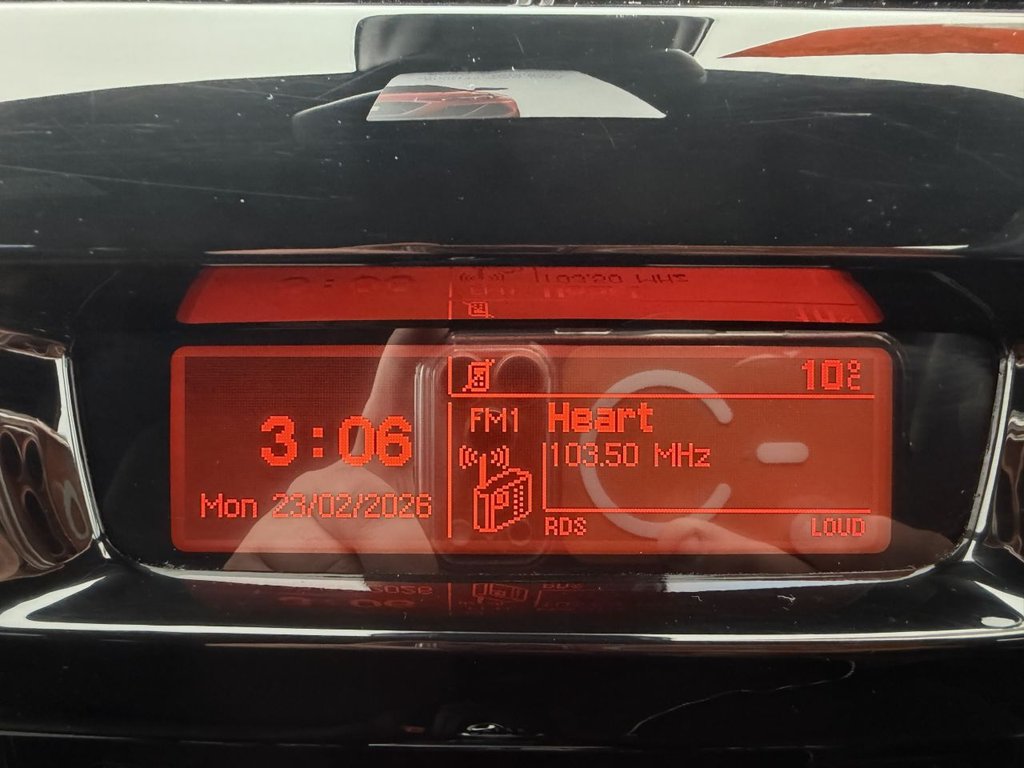 10°C
3:06
Mon 23/02/2026
FM1
Heart
103.50 MHz
RDS
LOUD